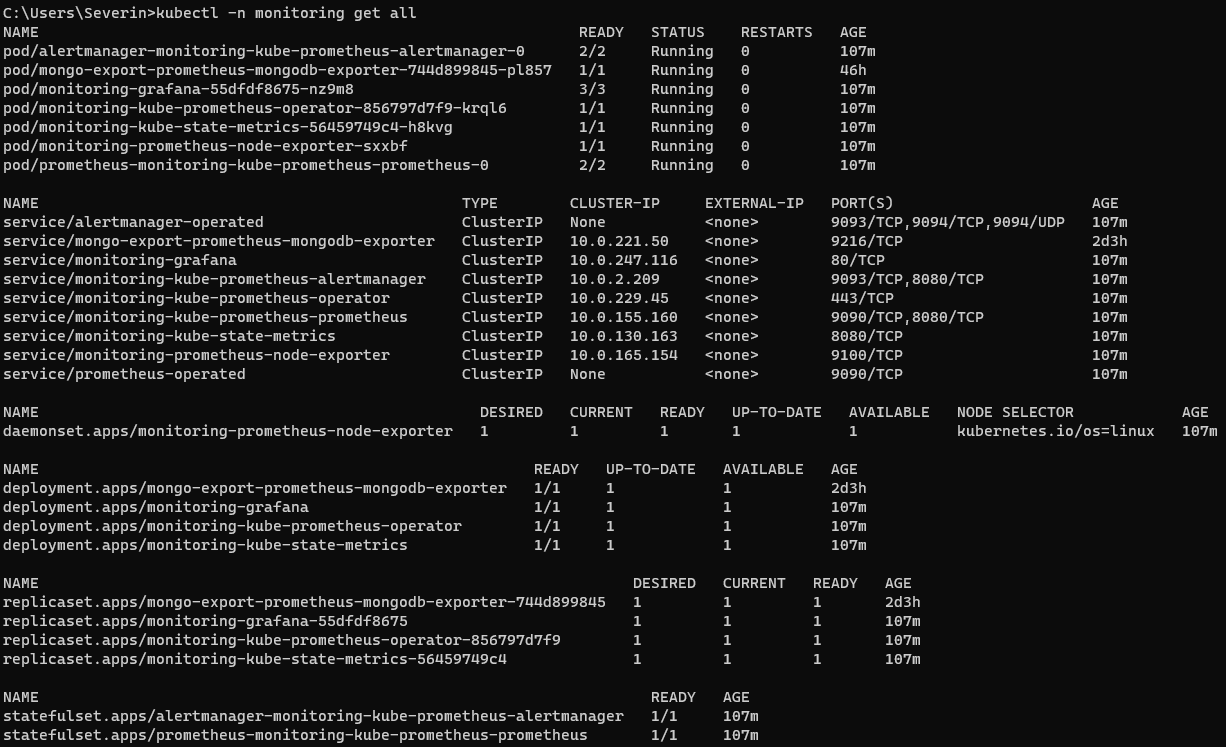 C:\Users\Severin>kubectl -n monitoring get all
NAME READY STATUS RESTARTS AGE
pod/alertmanager-monitoring-kube-prometheus-alertmanager-0 2/2 Running 0 107m
pod/mongo-export-prometheus-mongodb-exporter-744d899845-pl857 1/1 Running 0 46h
pod/monitoring-grafana-55dfdf8675-nz9m8 3/3 Running 0 107m
pod/monitoring-kube-prometheus-operator-856797d7f9-krql6 1/1 Running 0 107m
pod/monitoring-kube-state-metrics-56459749c4-h8kvg 1/1 Running 0 107m
pod/monitoring-prometheus-node-exporter-sxxbf 1/1 Running 0 107m
pod/prometheus-monitoring-kube-prometheus-prometheus-0 2/2 Running 0 107m
NAME TYPE CLUSTER-IP EXTERNAL-IP PORT(S) AGE
service/alertmanager-operated ClusterIP None <none> 9093/TCP,9094/TCP,9094/UDP 107m
service/mongo-export-prometheus-mongodb-exporter ClusterIP 10.0.221.50 <none> 9216/TCP 2d3h
service/monitoring-grafana ClusterIP 10.0.247.116 <none> 80/TCP 107m
service/monitoring-kube-prometheus-alertmanager ClusterIP 10.0.2.209 <none> 9093/TCP,8080/TCP 107m
service/monitoring-kube-prometheus-operator ClusterIP 10.0.229.45 <none> 443/TCP 107m
service/monitoring-kube-prometheus-prometheus ClusterIP 10.0.155.160 <none> 9090/TCP,8080/TCP 107m
service/monitoring-kube-state-metrics ClusterIP 10.0.130.163 <none> 8080/TCP 107m
service/monitoring-prometheus-node-exporter ClusterIP 10.0.165.154 <none> 9100/TCP 107m
service/prometheus-operated ClusterIP None <none> 9090/TCP 107m
NAME DESIRED CURRENT READY UP-TO-DATE AVAILABLE NODE SELECTOR AGE
daemonset.apps/monitoring-prometheus-node-exporter 1 1 1 1 1 kubernetes.io/os=linux 107m
NAME READY UP-TO-DATE AVAILABLE AGE
deployment.apps/mongo-export-prometheus-mongodb-exporter 1/1 1 1 2d3h
deployment.apps/monitoring-grafana 1/1 1 1 107m
deployment.apps/monitoring-kube-prometheus-operator 1/1 1 1 107m
deployment.apps/monitoring-kube-state-metrics 1/1 1 1 107m
NAME DESIRED CURRENT READY AGE
replicaset.apps/mongo-export-prometheus-mongodb-exporter-744d899845 1 1 1 2d3h
replicaset.apps/monitoring-grafana-55dfdf8675 1 1 1 107m
replicaset.apps/monitoring-kube-prometheus-operator-856797d7f9 1 1 1 107m
replicaset.apps/monitoring-kube-state-metrics-56459749c4 1 1 1 107m
NAME READY AGE
statefulset.apps/alertmanager-monitoring-kube-prometheus-alertmanager 1/1 107m
statefulset.apps/prometheus-monitoring-kube-prometheus-prometheus 1/1 107m